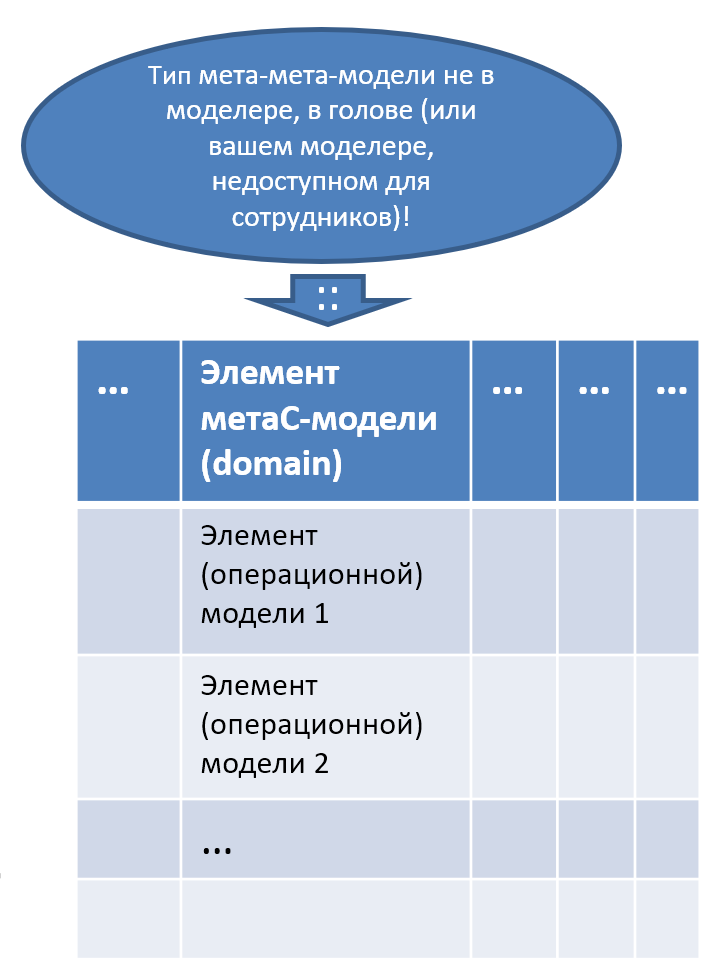 Тип мета-мета-модели не в
моделере, в голове (или
вашем моделере,
недоступном для
сотрудников)!
::
... Элемент ... ... ...
метаС-модели
(domain)
Элемент
(операционной)
модели 1
Элемент
(операционной)
модели 2
...